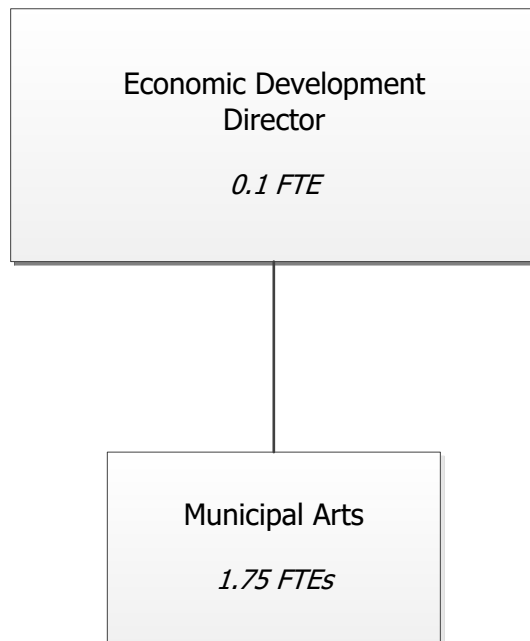 Economic Development
Director
0.1 FTE
Municipal Arts
1.75 FTEs